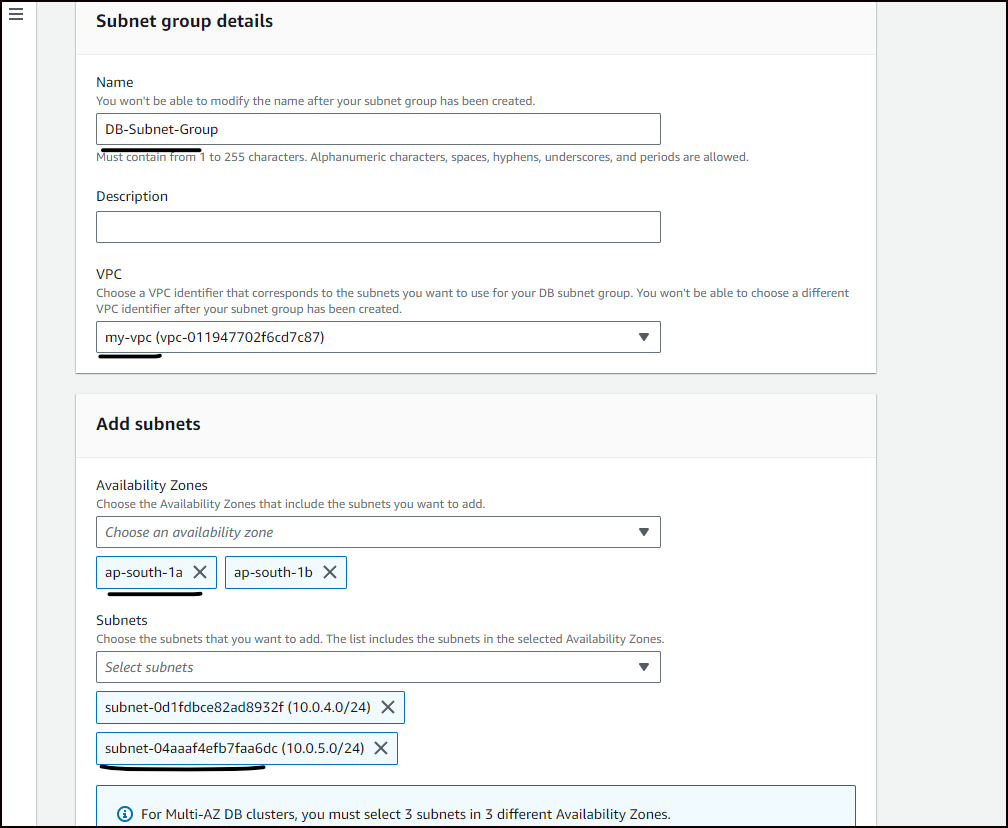 Subnet group details
Name
You won't be able to modify the name after your subnet group has been created.
DB-Subnet-Group
Must contain from 1 to 255 characters. Alphanumeric characters, spaces, hyphens, underscores, and periods are allowed.
Description
VPC
Choose a VPC identifier that corresponds to the subnets you want to use for your DB subnet group. You won't be able to choose a different
VPC identifier after your subnet group has been created.
my-vpc (vpc-011947702f6cd7c87)
Add subnets
Availability Zones
Choose the Availability Zones that include the subnets you want to add.
Choose an availability zone
ap-south-1a ap-south-1b
Subnets
Choose the subnets that you want to add. The list includes the subnets in the selected Availability Zones.
Select subnets
subnet-0d1fdbce82ad8932f (10.0.4.0/24)
subnet-04aaaf4efb7faa6dc (10.0.5.0/24)
For Multi-AZ DB clusters, you must select 3 subnets in 3 different Availability Zones.